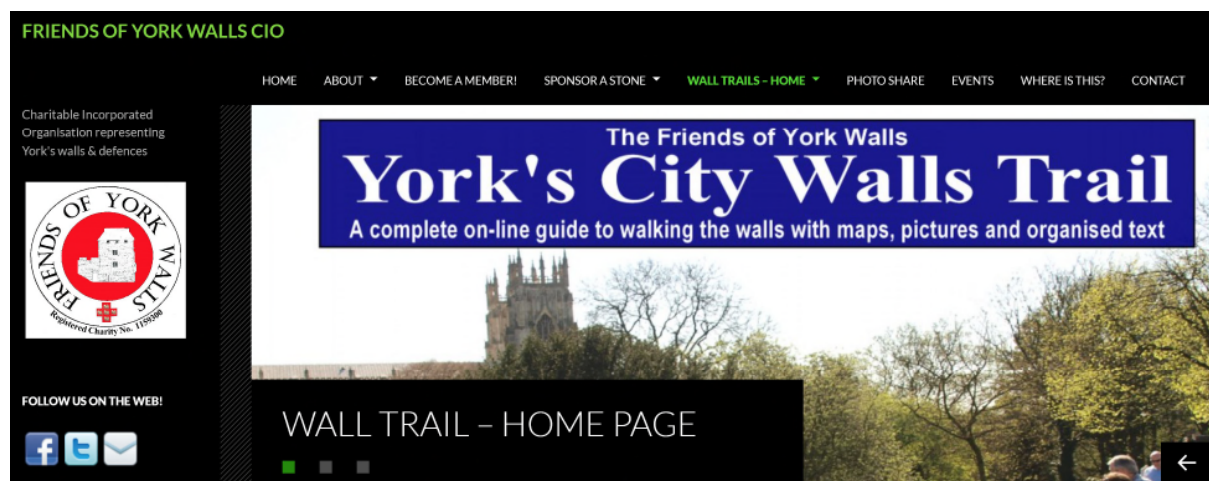 FRIENDS OF YORK WALLS CIO
HOME ABOUT BECOME A MEMBER! SPONSOR A STONE WALL TRAILS – HOME PHOTO SHARE EVENTS WHERE IS THIS? CONTACT
Charitable Incorporated
Organisation representing
York's walls & defences
FRIENDS OF YORK WALLS
Registered Charity No. 1159300
FOLLOW US ON THE WEB!
The Friends of York Walls
York's City Walls Trail
A complete on-line guide to walking the walls with maps, pictures and organised text
WALL TRAIL – HOME PAGE